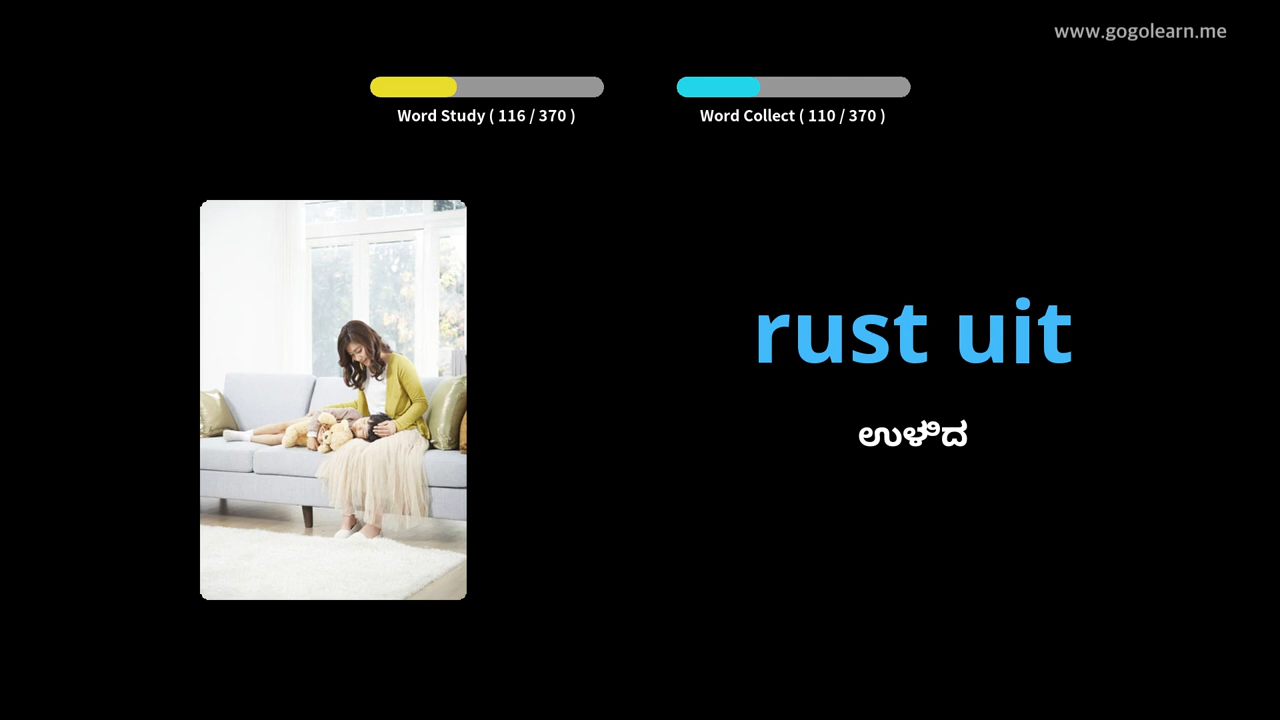 www.gogolearn.me
Word Study ( 116 / 370 )
Word Collect ( 110 / 370 )
rust uit
ಉಳಿದ